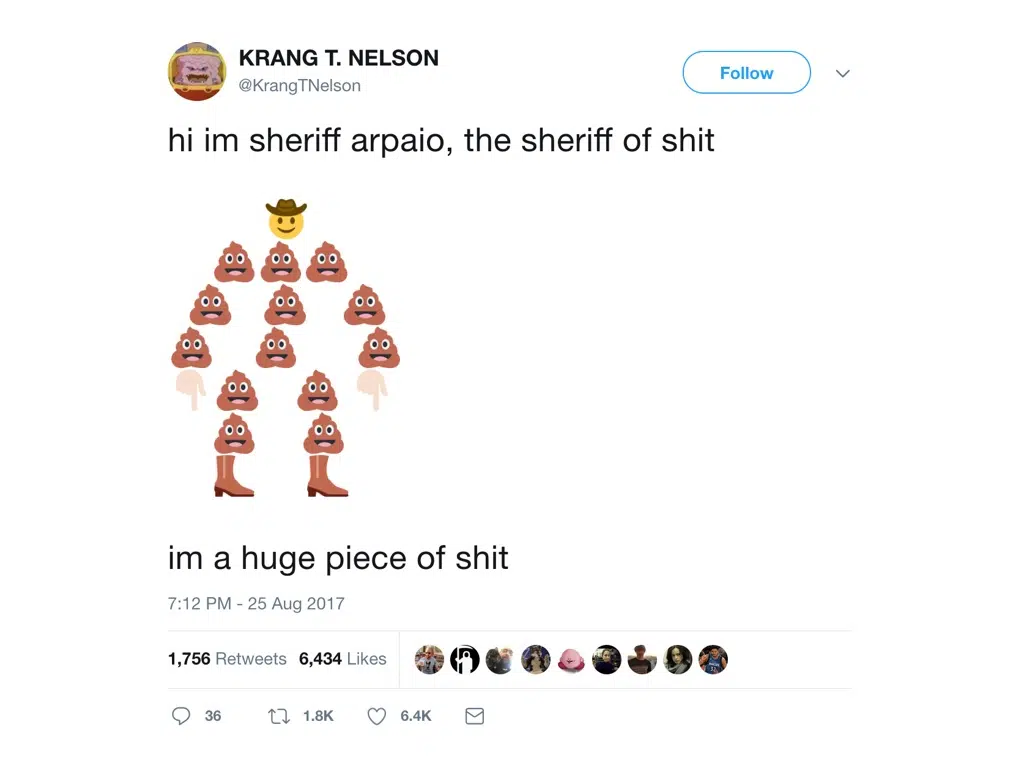 KRANG T. NELSON
@KrangTNelson
Follow
hi im sheriff arpaio, the sheriff of shit
🤠
💩💩💩
💩 💩 💩
💩 💩 💩
👇🏻 💩 💩 👇🏻
💩 💩
👢 👢
im a huge piece of shit
7:12 PM - 25 Aug 2017
1,756 Retweets 6,434 Likes
36 1.8K 6.4K